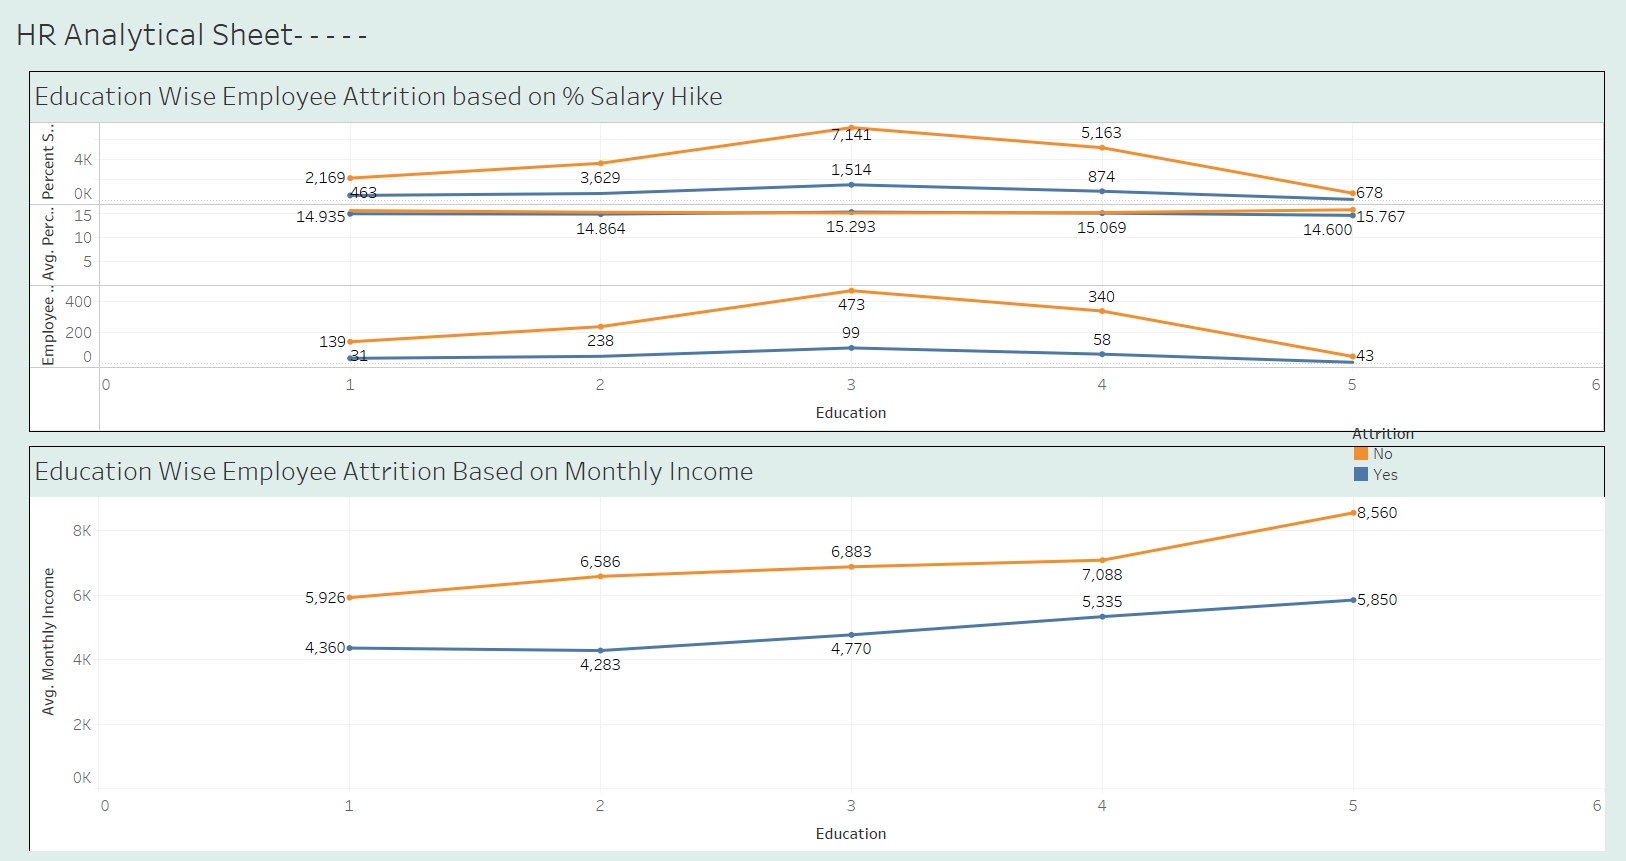 HR Analytical Sheet- - - - -
Education Wise Employee Attrition based on % Salary Hike
Percent S..
4K
0K
2,169
463
3,629
7,141
1,514
5,163
874
678
Avg. Perc..
15
10
5
14.935
14.864
15.293
15.069
14.600
15.767
Employee ..
400
200
0
139
31
238
473
99
340
58
43
0 1 2 3 4 5 6
Education
Attrition
No
Yes
Education Wise Employee Attrition Based on Monthly Income
Avg. Monthly Income
8K
6K
4K
2K
0K
5,926
4,360
6,586
4,283
6,883
4,770
7,088
5,335
8,560
5,850
0 1 2 3 4 5 6
Education